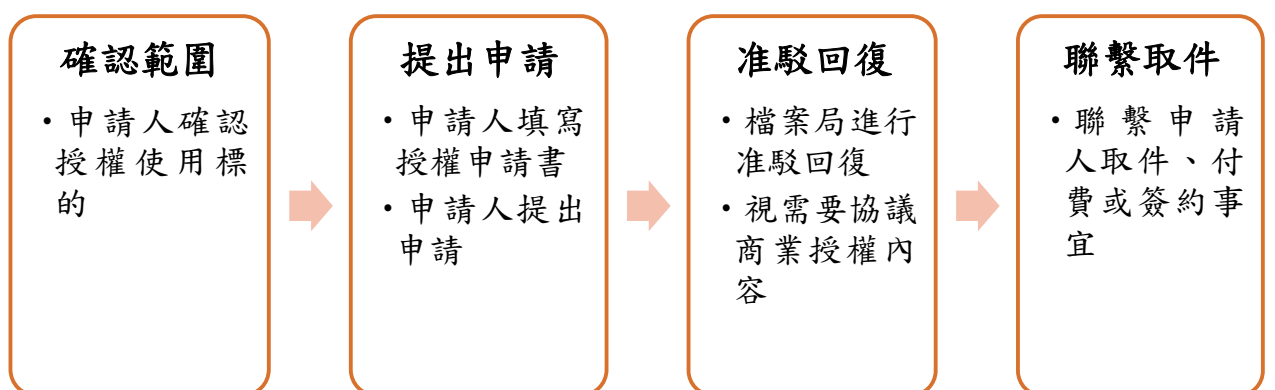 確認範圍
・申請人確認
授權使用標
的
提出申請
・申請人填寫
授權申請書
・申請人提出
申請
准駁回復
・檔案局進行
准駁回復
・視需要協議
商業授權內
容
聯繫取件
・聯繫申請
人取件、付
費或簽約事
宜